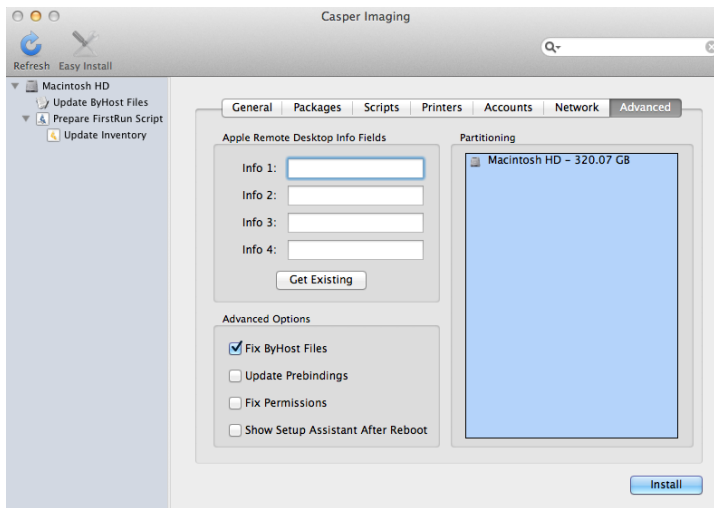 Casper Imaging
Refresh Easy Install
Macintosh HD
Update ByHost Files
Prepare FirstRun Script
Update Inventory
General Packages Scripts Printers Accounts Network Advanced
Apple Remote Desktop Info Fields
Info 1:
Info 2:
Info 3:
Info 4:
Get Existing
Advanced Options
Fix ByHost Files
Update Prebindings
Fix Permissions
Show Setup Assistant After Reboot
Partitioning
Macintosh HD - 320.07 GB
Install